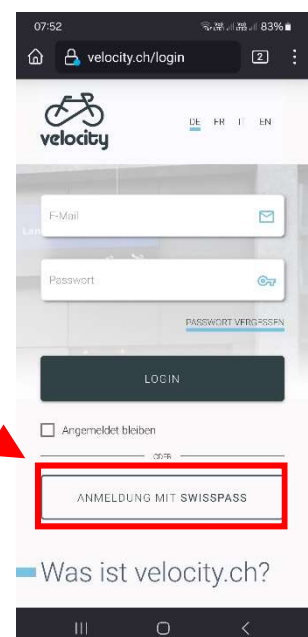 07:52 83%
velocity.ch/login 2
velocity
DE FR IT EN
E-Mail
Passwort
PASSWORT VERGESSEN
LOGIN
Angemeldet bleiben
ODER
ANMELDUNG MIT SWISSPASS
Was ist velocity.ch?